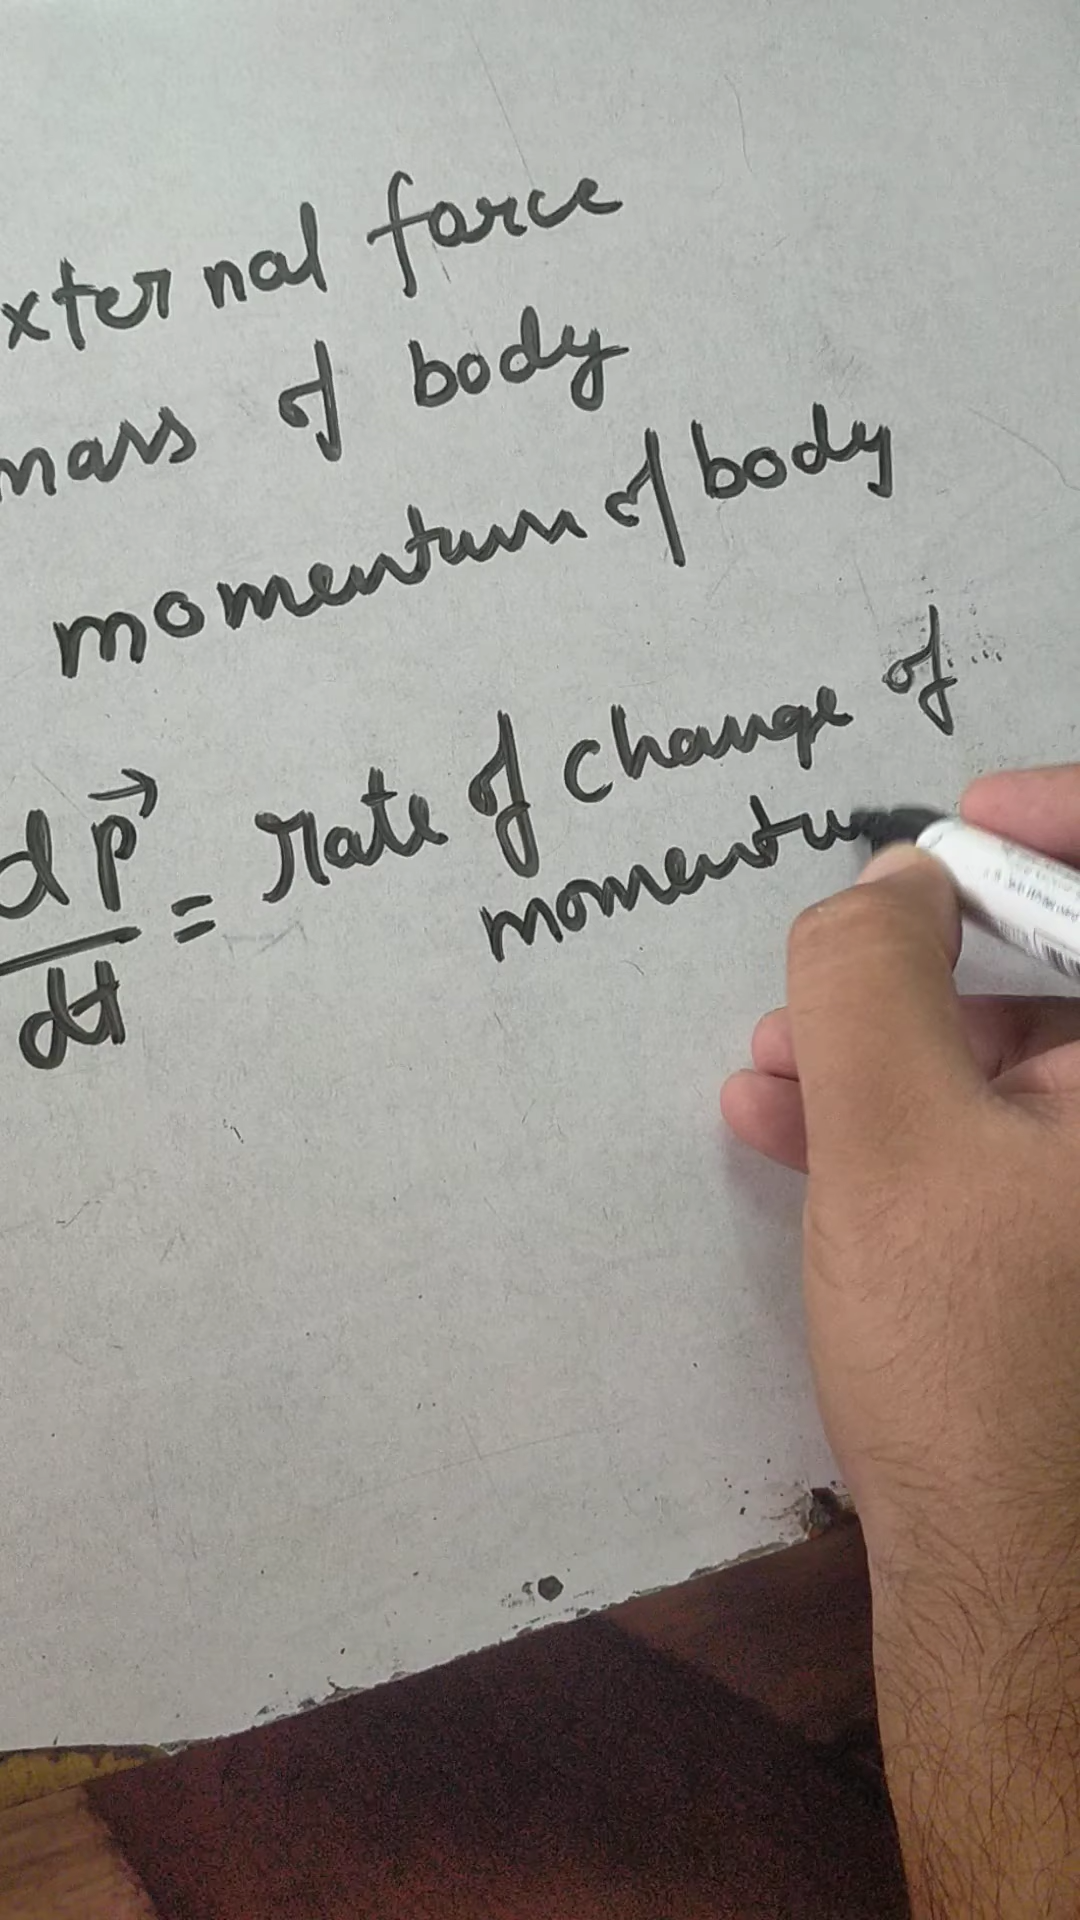 xternal force
mass of body
momentum of body
dp⃗/dt = rate of change of
momentu